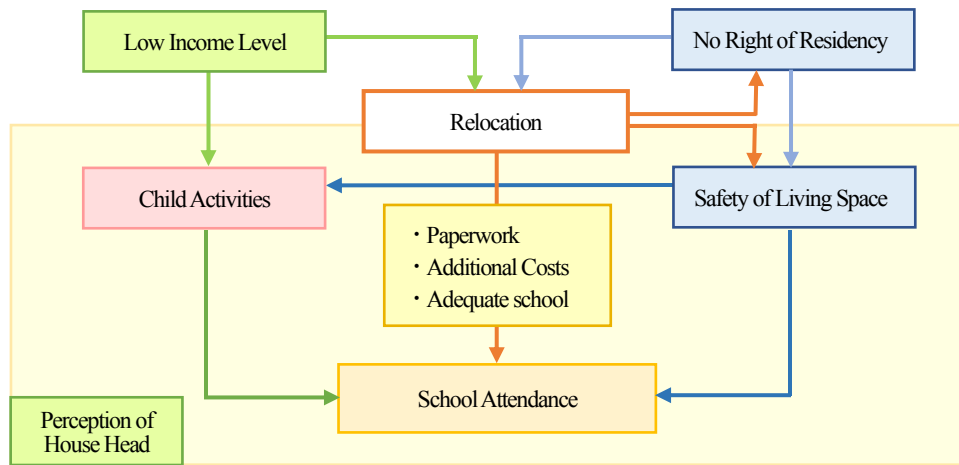 Low Income Level
No Right of Residency
Relocation
Child Activities
Safety of Living Space
・Paperwork
・Additional Costs
・Adequate school
School Attendance
Perception of
House Head